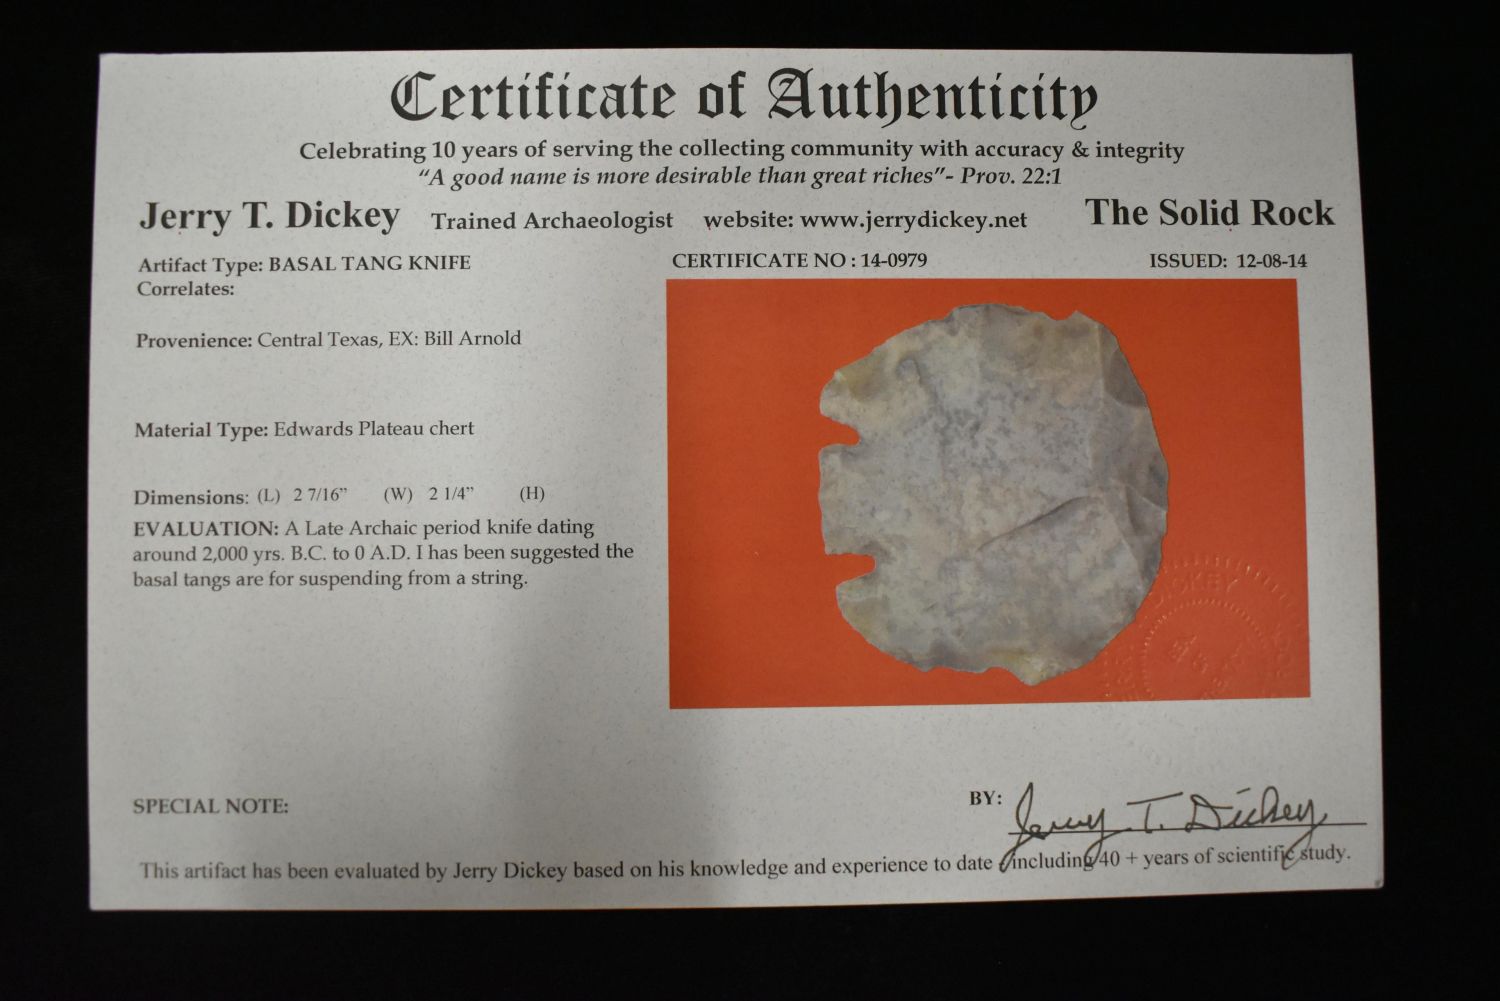 Certificate of Authenticity
Celebrating 10 years of serving the collecting community with accuracy & integrity
“A good name is more desirable than great riches”- Prov. 22:1
Jerry T. Dickey Trained Archaeologist website: www.jerrydickey.net The Solid Rock
Artifact Type: BASAL TANG KNIFE
Correlates:
CERTIFICATE NO : 14-0979 ISSUED: 12-08-14
Provenience: Central Texas, EX: Bill Arnold
Material Type: Edwards Plateau chert
Dimensions: (L) 2 7/16” (W) 2 1/4” (H)
EVALUATION: A Late Archaic period knife dating
around 2,000 yrs. B.C. to 0 A.D. I has been suggested the
basal tangs are for suspending from a string.
DICKEY
SPECIAL NOTE:
BY: Jerry T. Dickey
This artifact has been evaluated by Jerry Dickey based on his knowledge and experience to date including 40 + years of scientific study.